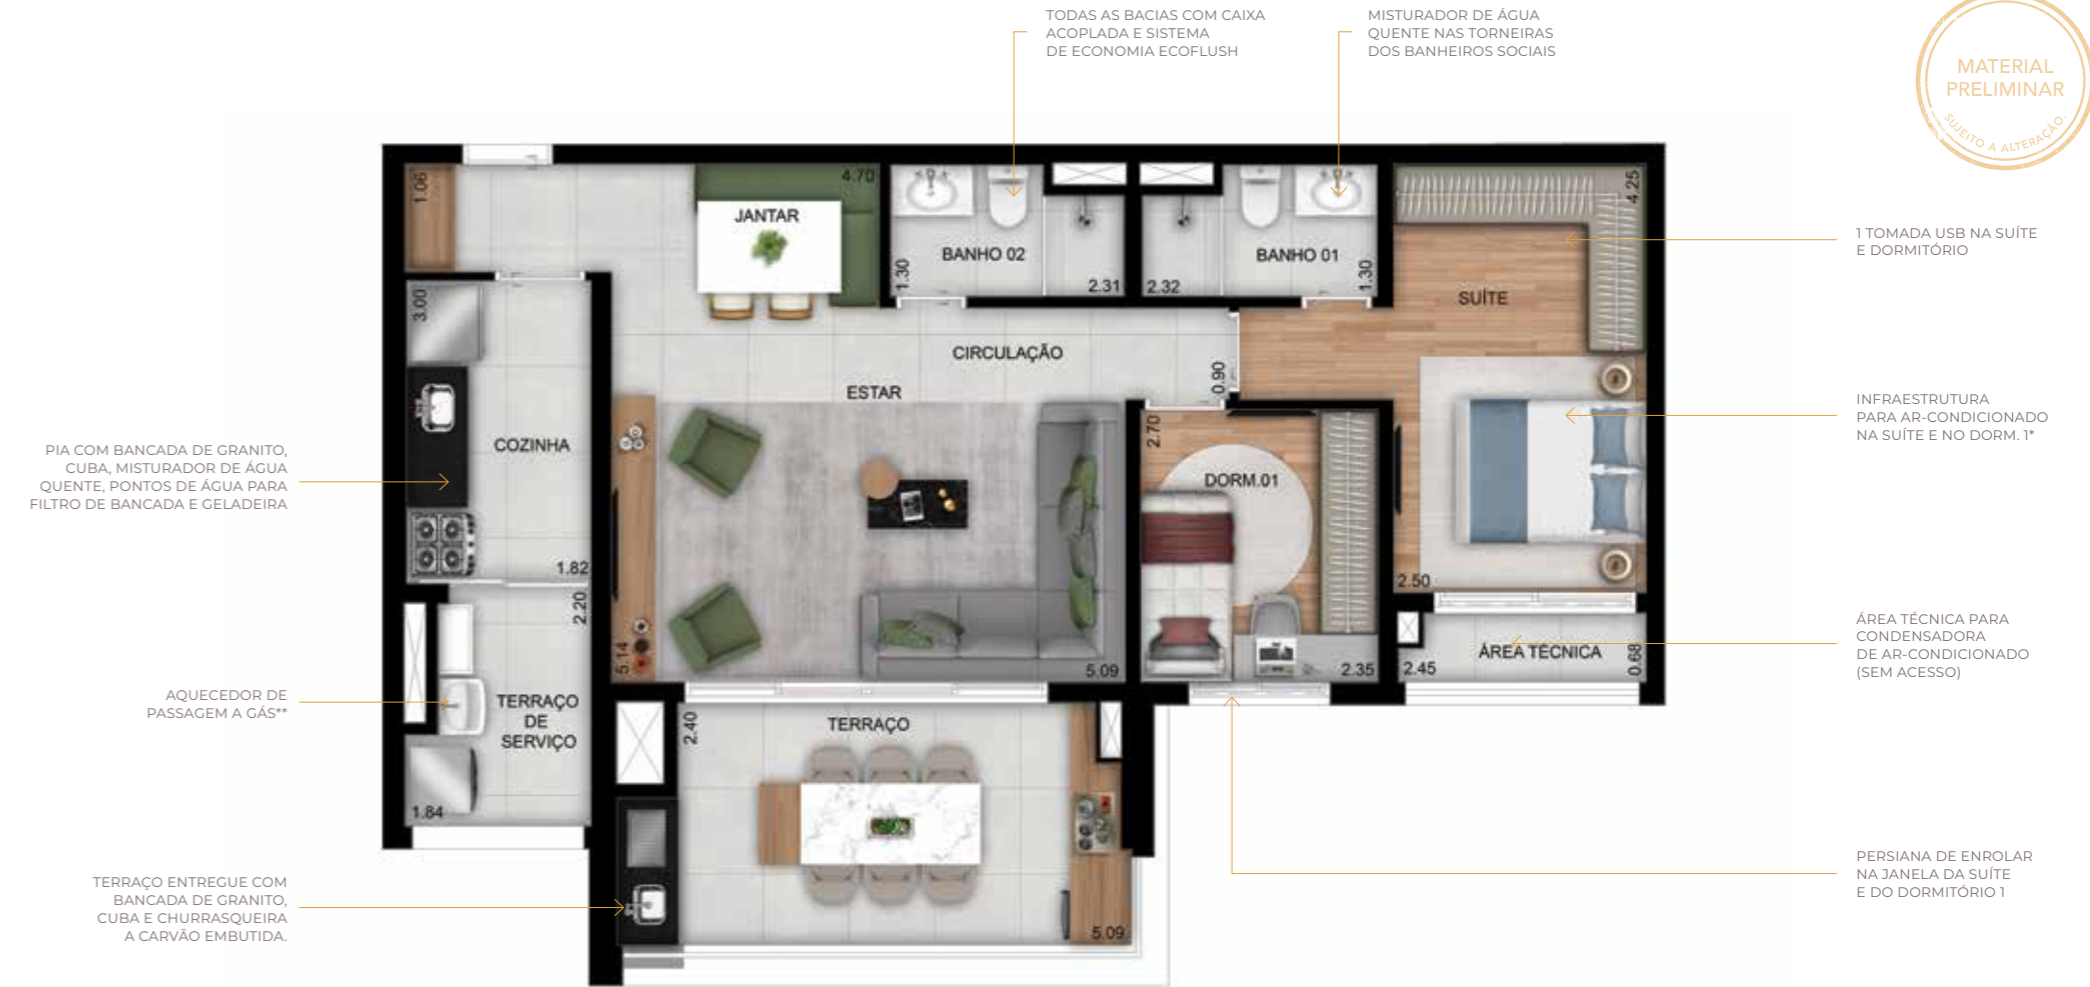 TODAS AS BACIAS COM CAIXA
ACOPLADA E SISTEMA
DE ECONOMIA ECOFLUSH
MISTURADOR DE ÁGUA
QUENTE NAS TORNEIRAS
DOS BANHEIROS SOCIAIS
MATERIAL
PRELIMINAR
SUJEITO A ALTERAÇÃO.
1 TOMADA USB NA SUÍTE
E DORMITÓRIO
INFRAESTRUTURA
PARA AR-CONDICIONADO
NA SUÍTE E NO DORM. 1*
ÁREA TÉCNICA PARA
CONDENSADORA
DE AR-CONDICIONADO
(SEM ACESSO)
PERSIANA DE ENROLAR
NA JANELA DA SUÍTE
E DO DORMITÓRIO 1
PIA COM BANCADA DE GRANITO,
CUBA, MISTURADOR DE ÁGUA
QUENTE, PONTOS DE ÁGUA PARA
FILTRO DE BANCADA E GELADEIRA
AQUECEDOR DE
PASSAGEM A GÁS**
TERRAÇO ENTREGUE COM
BANCADA DE GRANITO,
CUBA E CHURRASQUEIRA
A CARVÃO EMBUTIDA.
1.06
4.70
JANTAR
BANHO 02
1.30
2.31
BANHO 01
2.32
1.30
4.25
SUÍTE
3.00
CIRCULAÇÃO
0.90
ESTAR
COZINHA
1.82
2.70
DORM.01
2.35
2.50
2.20
5.14
5.09
ÁREA TÉCNICA
2.45
0.68
TERRAÇO
DE
SERVIÇO
1.84
2.40
TERRAÇO
5.09